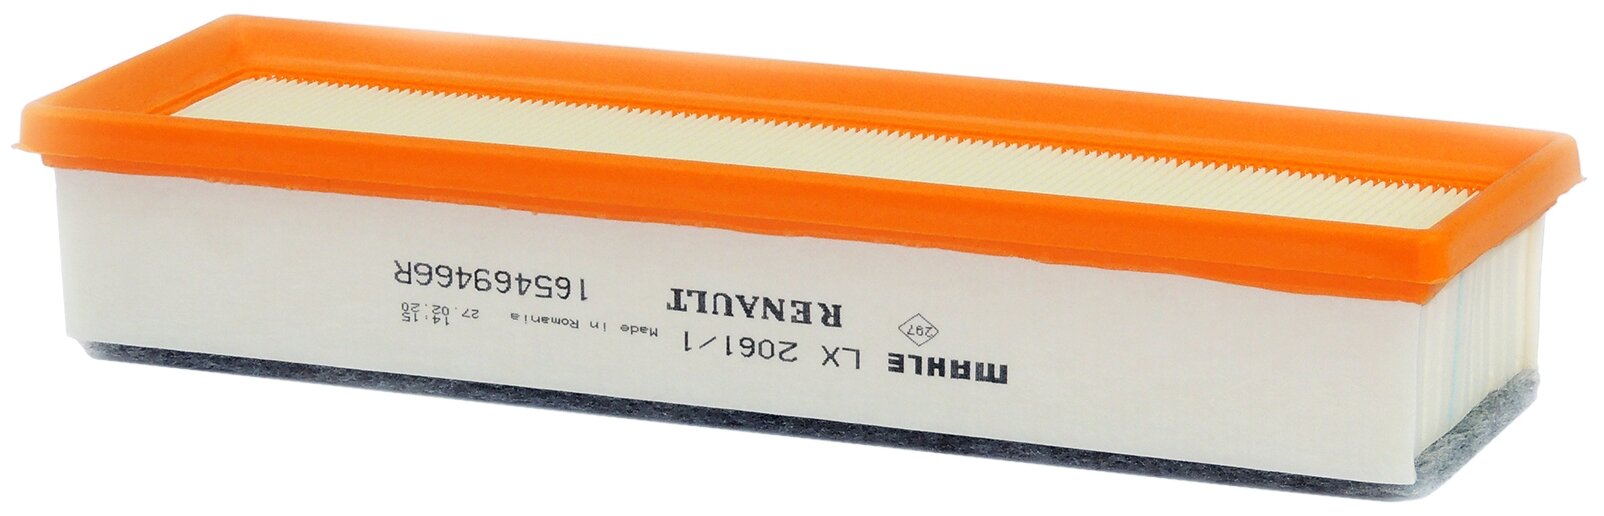 MAHLE LX 2061/1
297
RENAULT
Made in Romania 27.02.20
14:15
165469466R